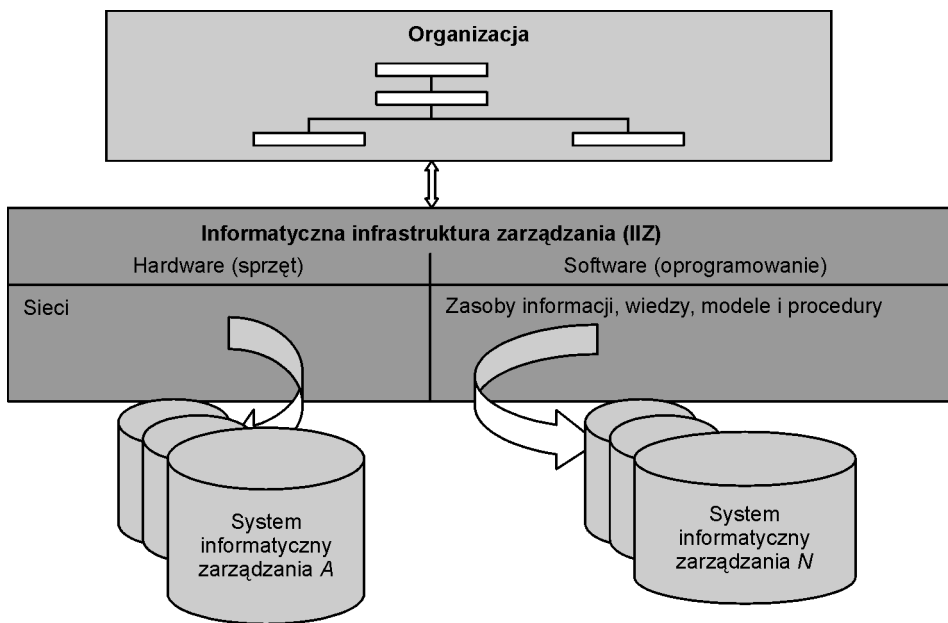 Organizacja
Informatyczna infrastruktura zarządzania (IIZ)
Hardware (sprzęt)
Software (oprogramowanie)
Sieci
Zasoby informacji, wiedzy, modele i procedury
System
informatyczny
zarządzania A
System
informatyczny
zarządzania N